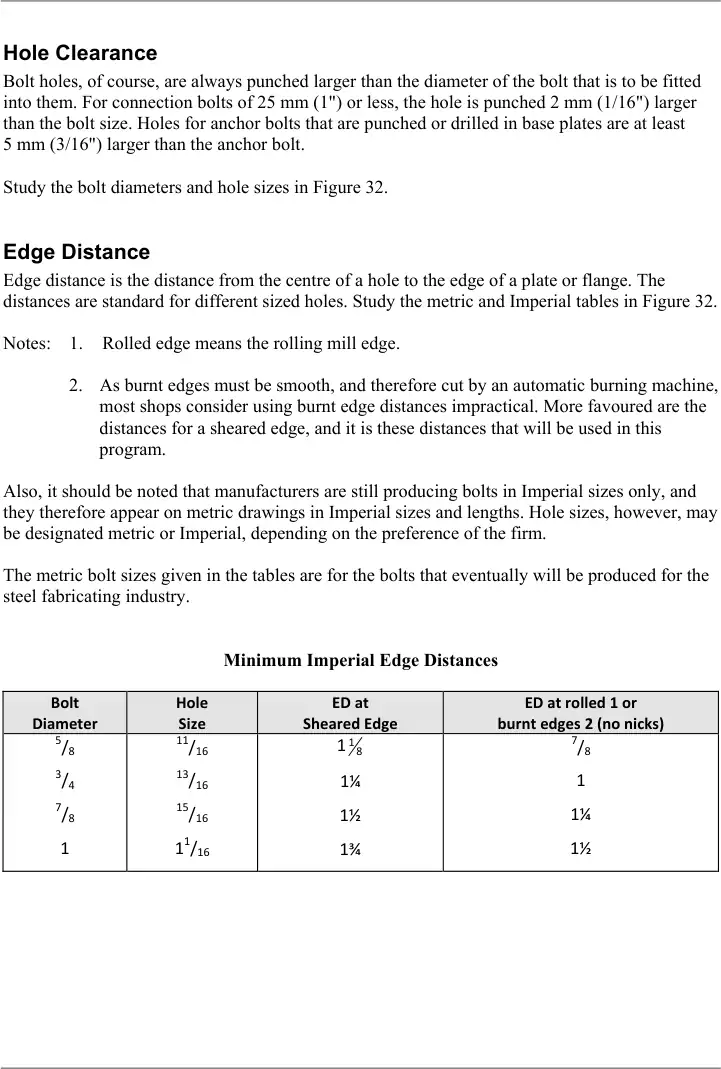 Hole Clearance
Bolt holes, of course, are always punched larger than the diameter of the bolt that is to be fitted
into them. For connection bolts of 25 mm (1") or less, the hole is punched 2 mm (1/16") larger
than the bolt size. Holes for anchor bolts that are punched or drilled in base plates are at least
5 mm (3/16") larger than the anchor bolt.
Study the bolt diameters and hole sizes in Figure 32.
Edge Distance
Edge distance is the distance from the centre of a hole to the edge of a plate or flange. The
distances are standard for different sized holes. Study the metric and Imperial tables in Figure 32.
Notes: 1. Rolled edge means the rolling mill edge.
2. As burnt edges must be smooth, and therefore cut by an automatic burning machine,
most shops consider using burnt edge distances impractical. More favoured are the
distances for a sheared edge, and it is these distances that will be used in this
program.
Also, it should be noted that manufacturers are still producing bolts in Imperial sizes only, and
they therefore appear on metric drawings in Imperial sizes and lengths. Hole sizes, however, may
be designated metric or Imperial, depending on the preference of the firm.
The metric bolt sizes given in the tables are for the bolts that eventually will be produced for the
steel fabricating industry.
Minimum Imperial Edge Distances
Bolt Hole ED at ED at rolled 1 or
Diameter Size Sheared Edge burnt edges 2 (no nicks)
5/8 11/16 1 1/8 7/8
3/4 13/16 1¼ 1
7/8 15/16 1½ 1¼
1 1 1/16 1¾ 1½